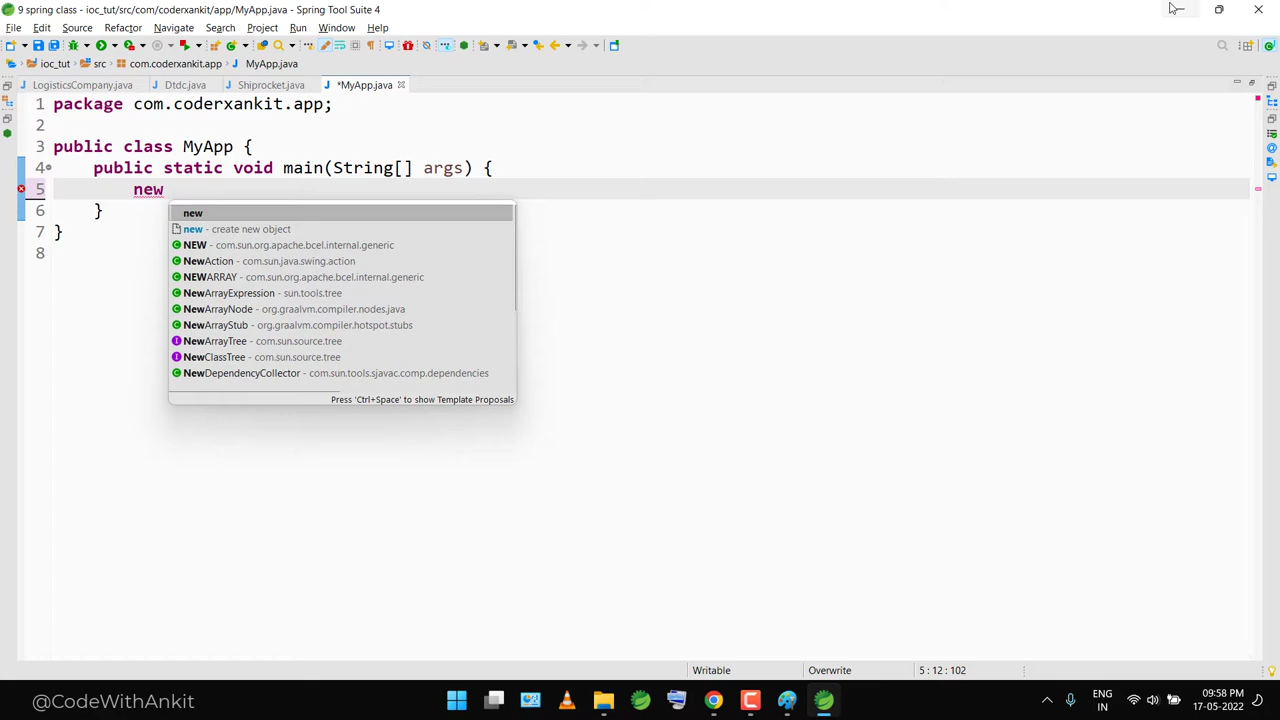 9 spring class - ioc_tut/src/com/coderxankit/app/MyApp.java - Spring Tool Suite 4
File Edit Source Refactor Navigate Search Project Run Window Help
ioc_tut src com.coderxankit.app MyApp.java
LogisticsCompany.java Dtdc.java Shiprocket.java *MyApp.java
1 package com.coderxankit.app;
2
3 public class MyApp {
4 public static void main(String[] args) {
5 new
6 }
7 }
8
new
new - create new object
NEW - com.sun.org.apache.bcel.internal.generic
NewAction - com.sun.java.swing.action
NEWARRAY - com.sun.org.apache.bcel.internal.generic
NewArrayExpression - sun.tools.tree
NewArrayNode - org.graalvm.compiler.nodes.java
NewArrayStub - org.graalvm.compiler.hotspot.stubs
NewArrayTree - com.sun.source.tree
NewClassTree - com.sun.source.tree
NewDependencyCollector - com.sun.tools.sjavac.comp.dependencies
Press 'Ctrl+Space' to show Template Proposals
Writable Overwrite 5 : 12 : 102
@CodeWithAnkit
ENG
IN
09:58 PM
17-05-2022